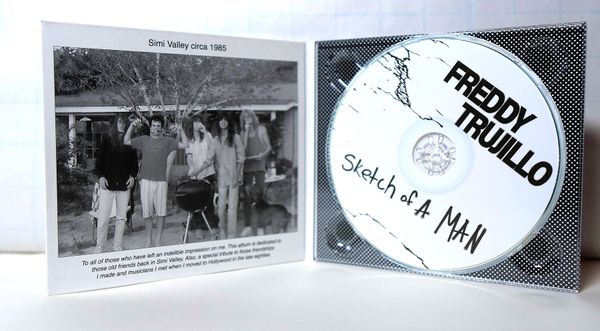 Simi Valley circa 1985
To all of those who have left an indelible impression on me. This album is dedicated to
those old friends back in Simi Valley. Also, a special tribute to those friendships
I made and musicians I met when I moved to Hollywood in the late eighties.
FREDDY
TRUJILLO
Sketch of A MAN